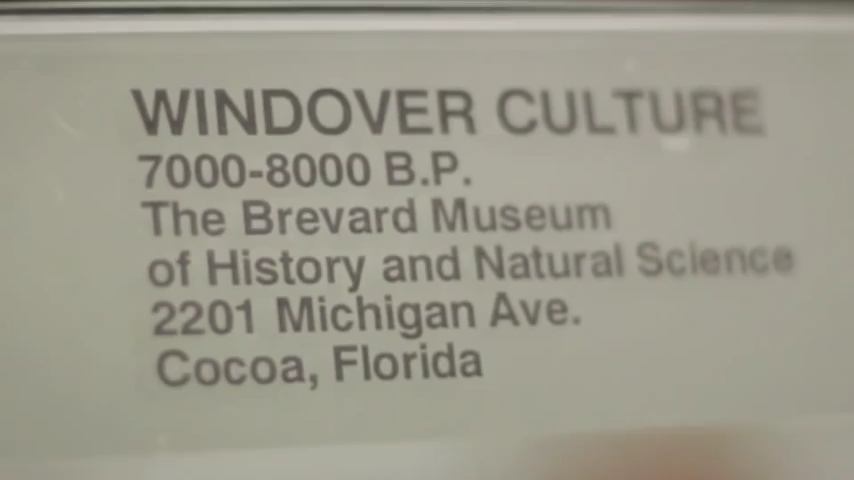 WINDOVER CULTURE
7000-8000 B.P.
The Brevard Museum
of History and Natural Science
2201 Michigan Ave.
Cocoa, Florida